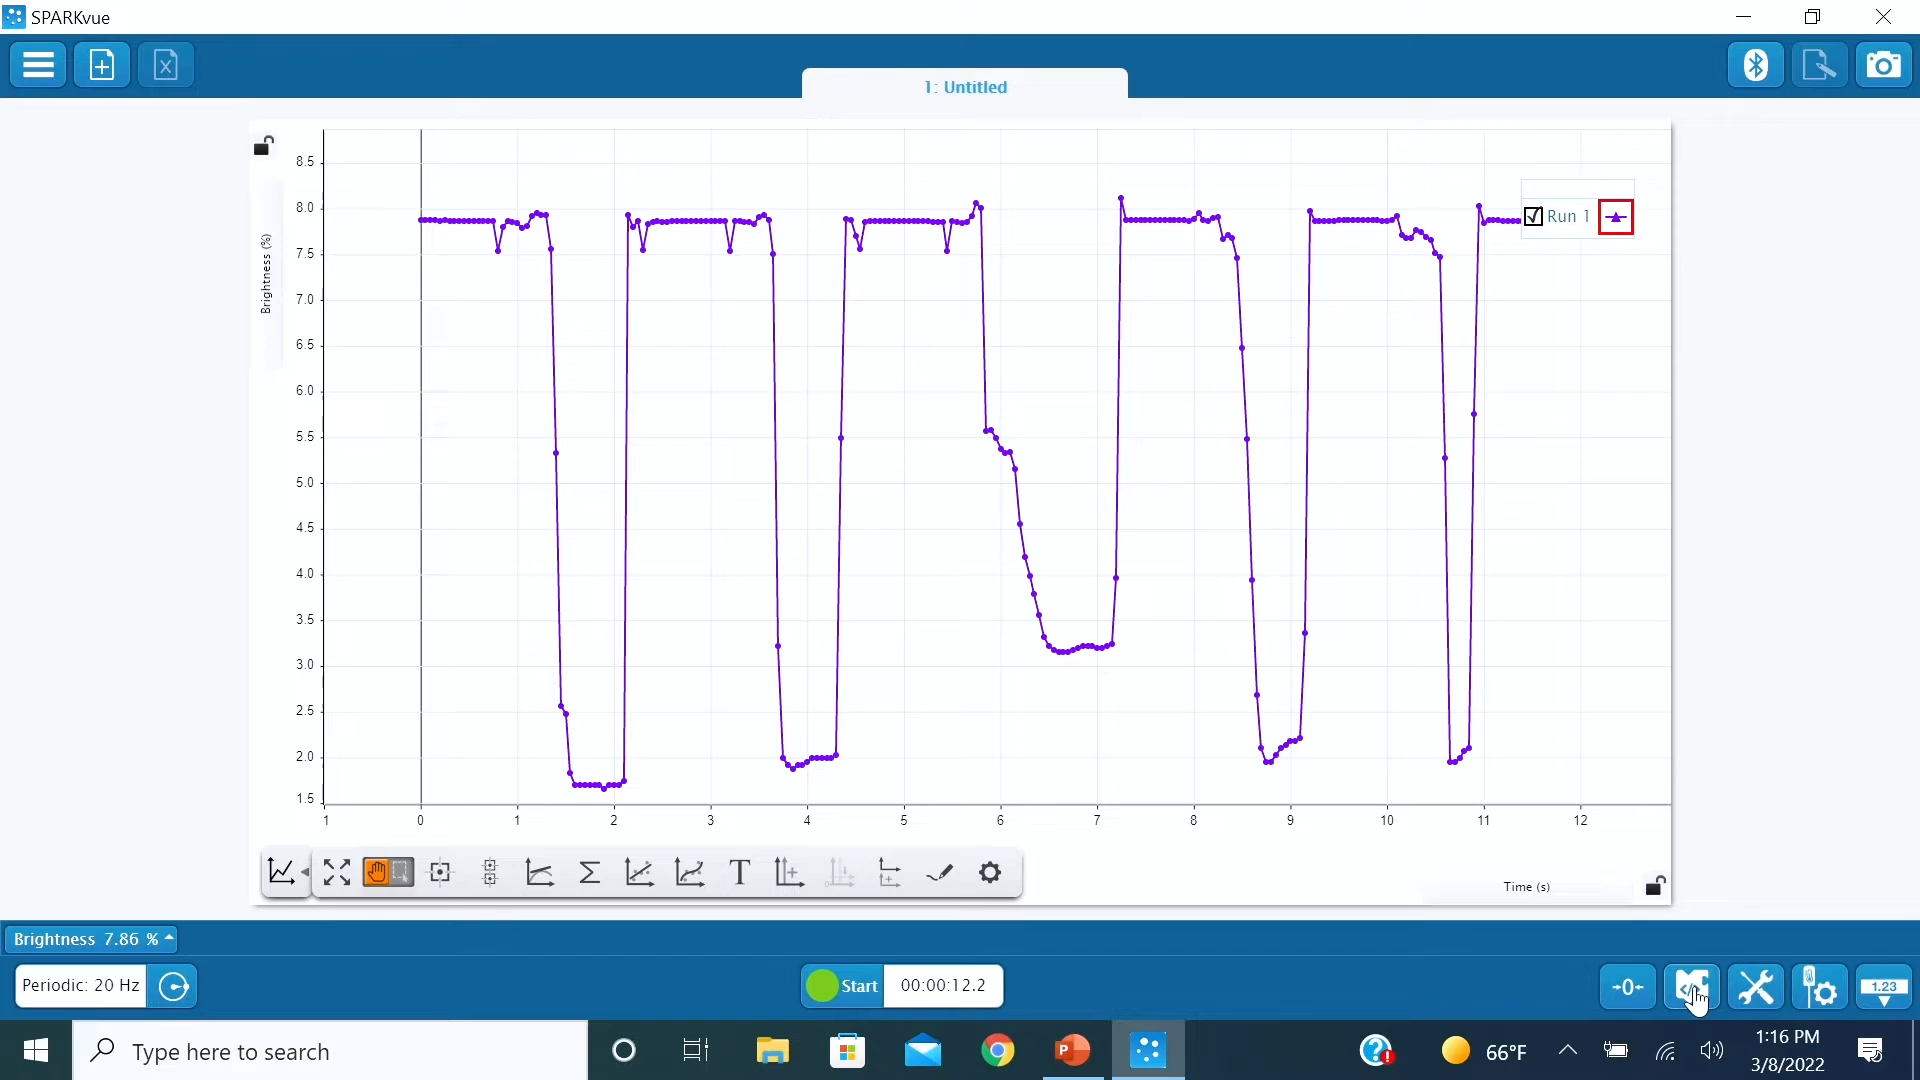 SPARKvue
1: Untitled
8.5
8.0
7.5
7.0
6.5
6.0
5.5
5.0
4.5
4.0
3.5
3.0
2.5
2.0
1.5
Brightness (%)
Run 1
1 0 1 2 3 4 5 6 7 8 9 10 11 12
Time (s)
T
Brightness 7.86 %
Periodic: 20 Hz
Start 00:00:12.2
→0← </> 1.23
Type here to search
P
66°F
1:16 PM
3/8/2022